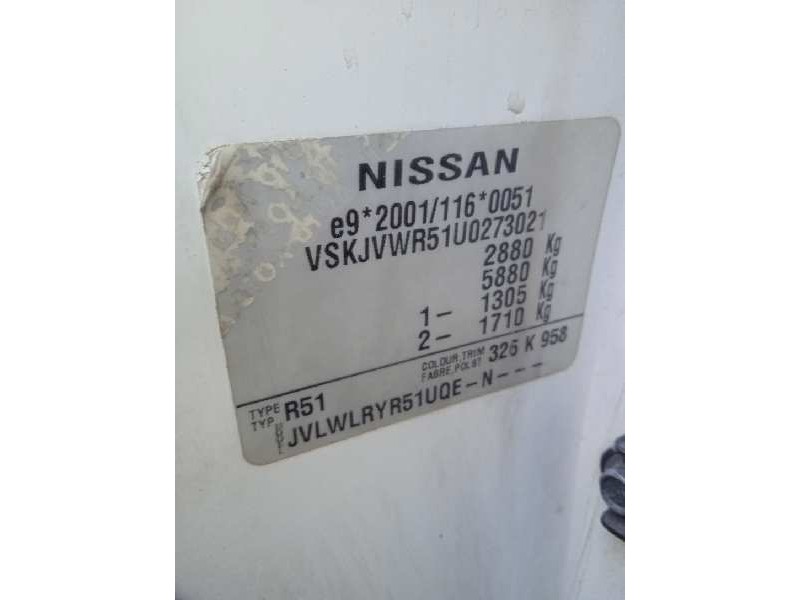 NISSAN
e9*2001/116*0051
VSKJVWR51U0273021
2880 Kg
5880 Kg
1- 1305 Kg
2- 1710 Kg
COLOUR,TRIM 326 K 958
FABRE,POLST
TYPE R51
TYP
JVLWLRYR51UQE-N---